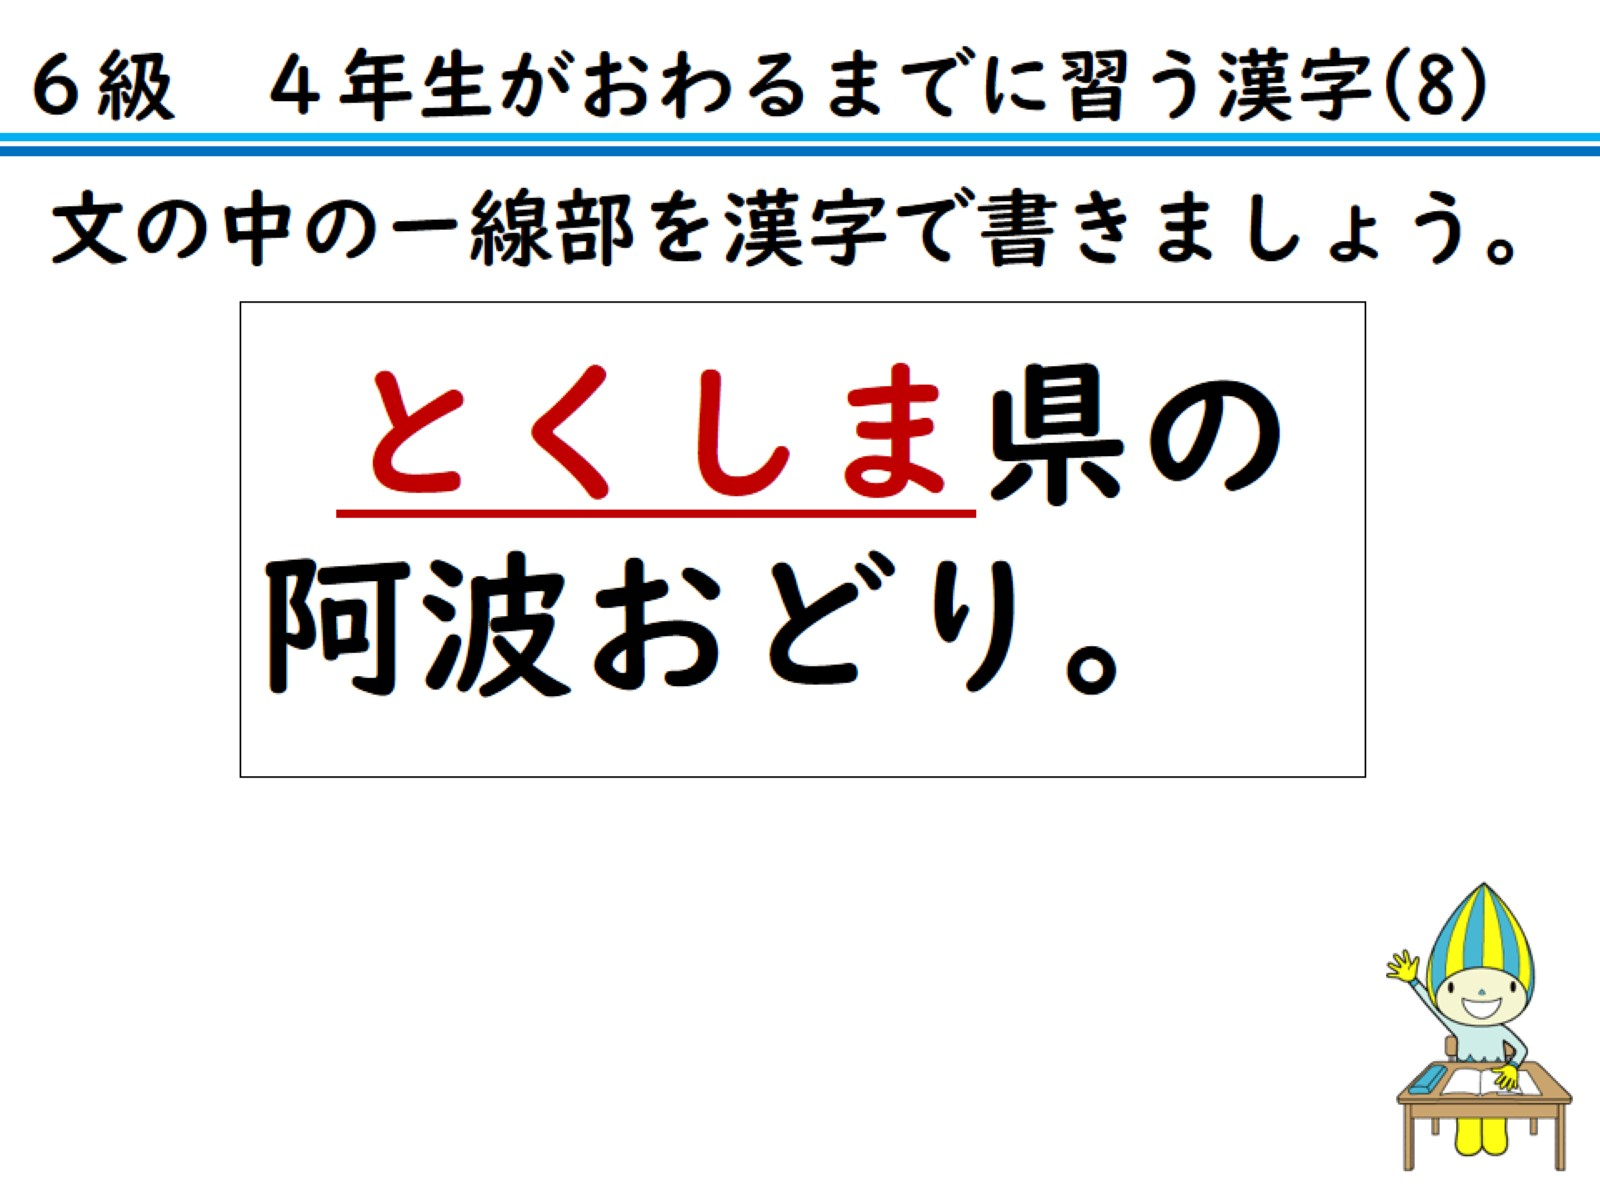 ６級　４年生がおわるまでに習う漢字(8)
文の中の一線部を漢字で書きましょう。
とくしま県の
阿波おどり。